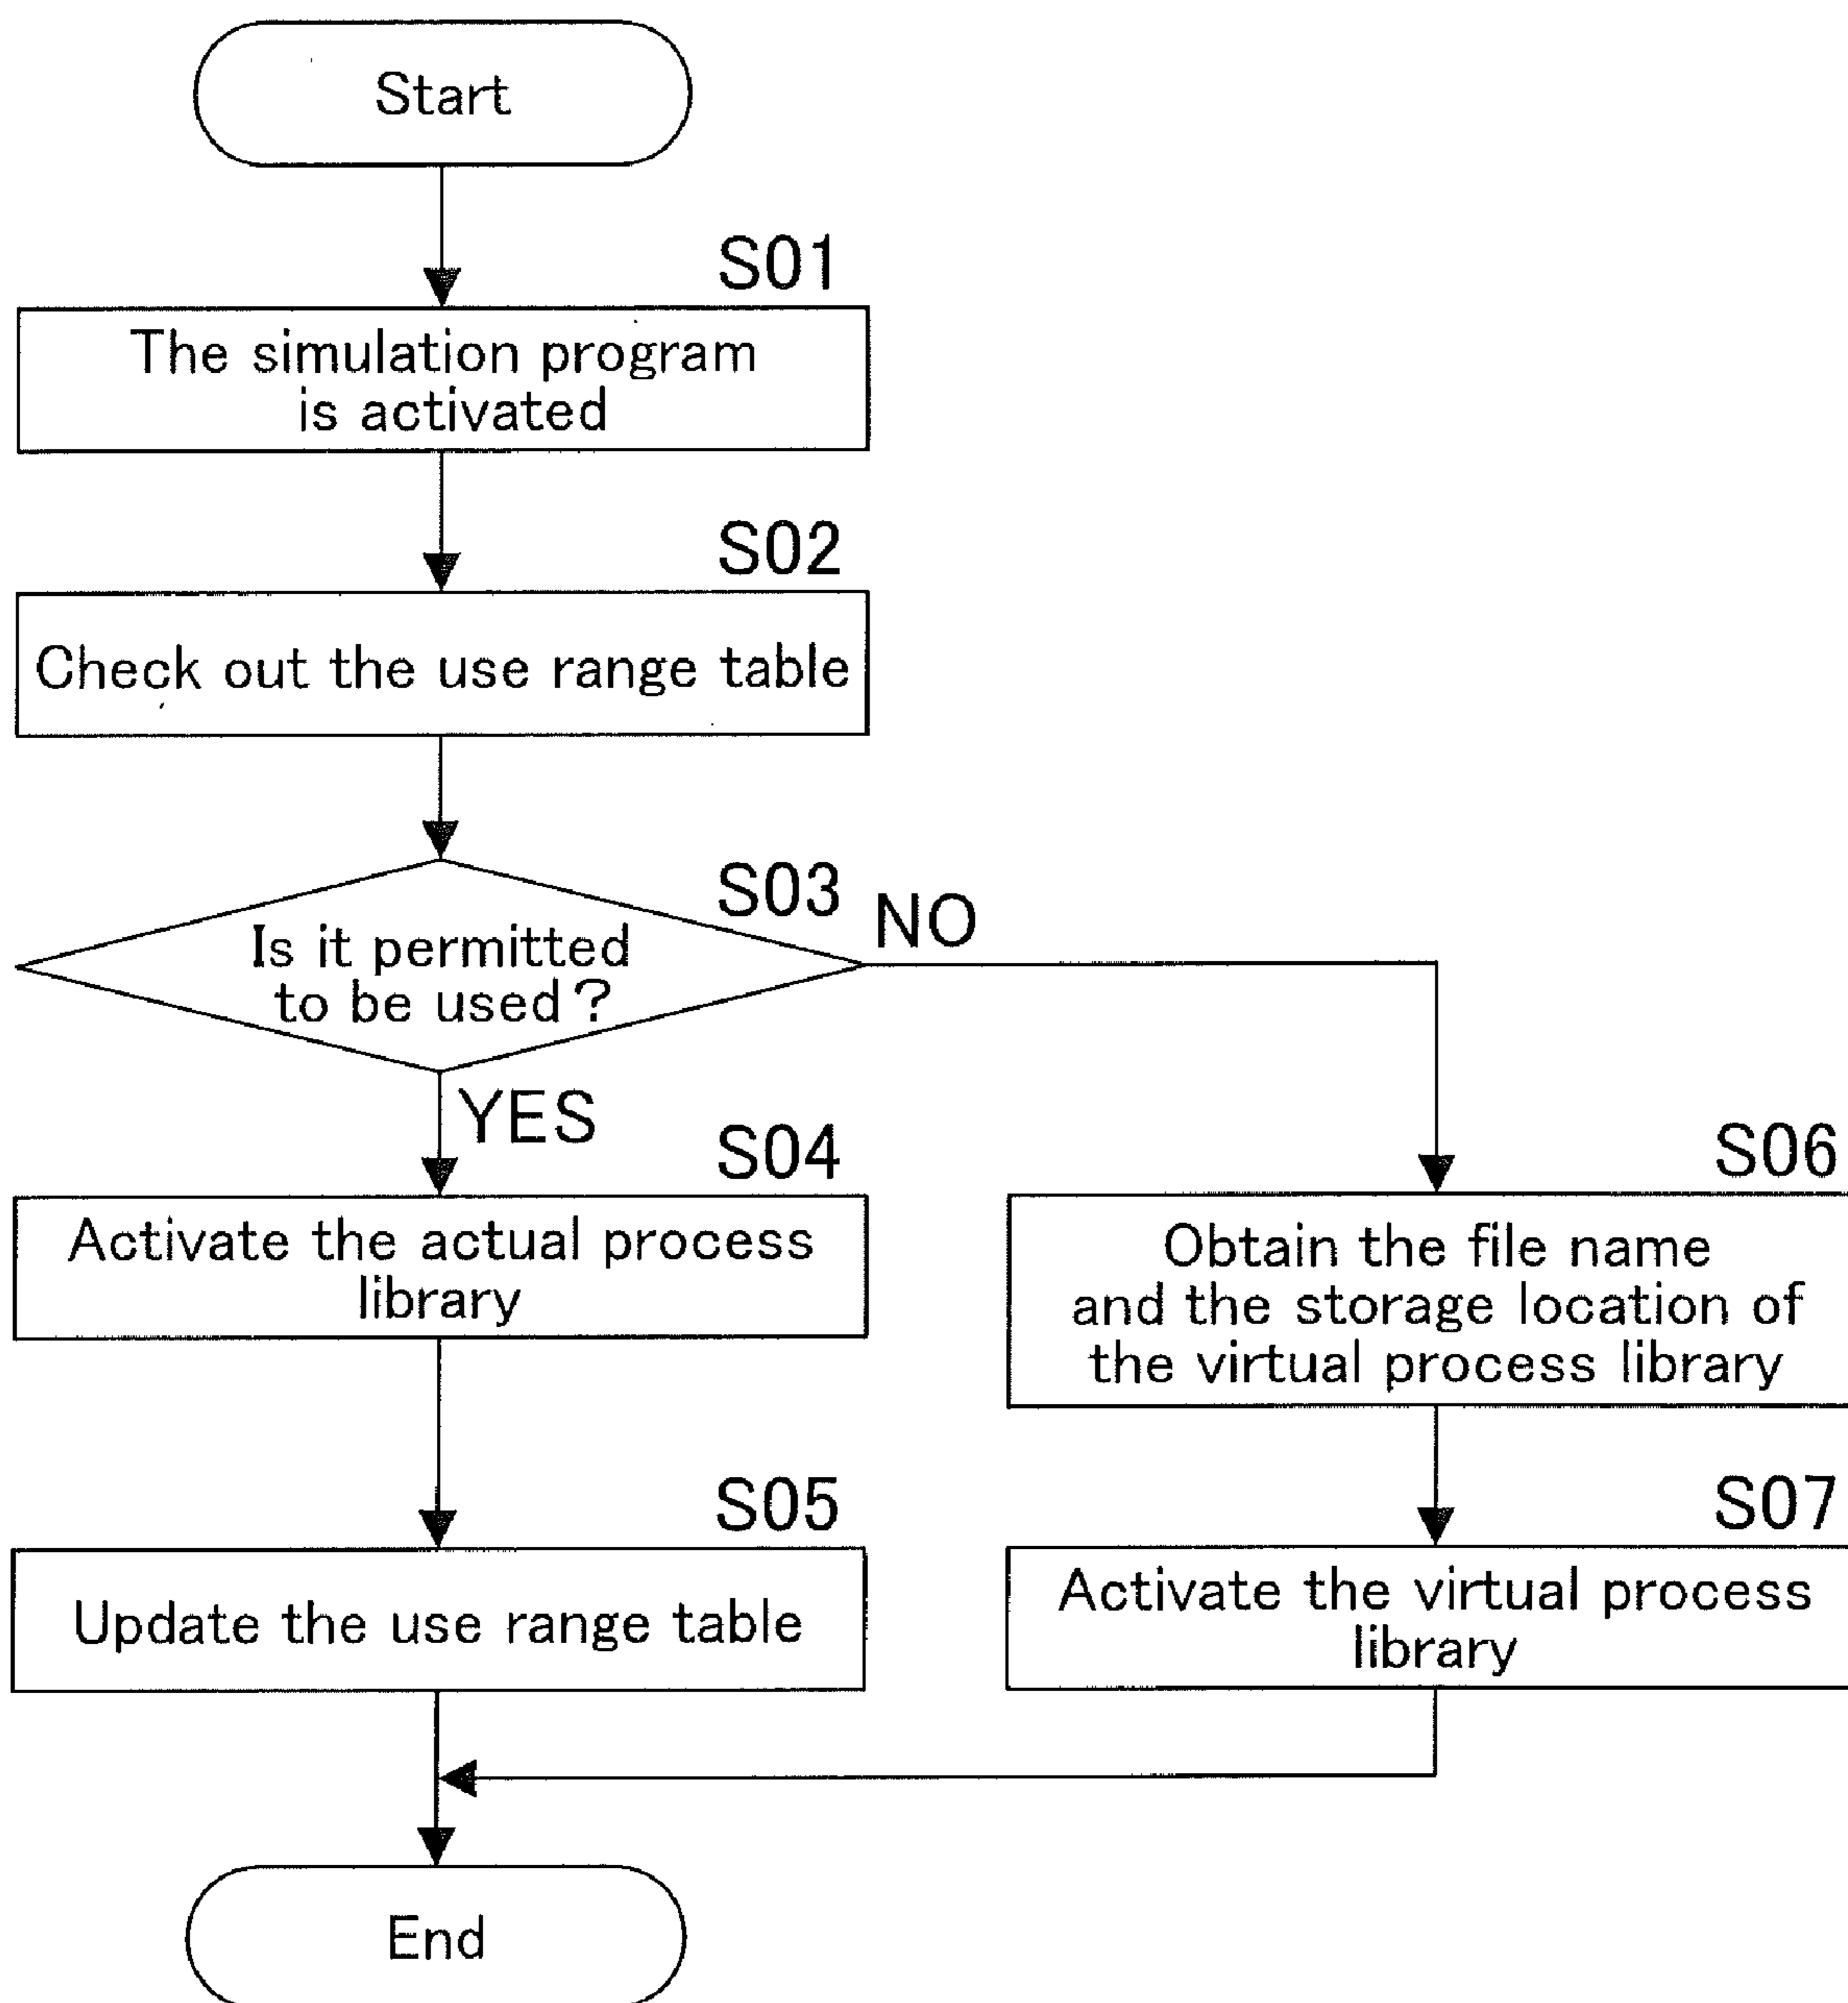 Start
S01
The simulation program
is activated
S02
Check out the use range table
S03
NO
Is it permitted
to be used?
YES
S04
Activate the actual process
library
S05
Update the use range table
S06
Obtain the file name
and the storage location of
the virtual process library
S07
Activate the virtual process
library
End